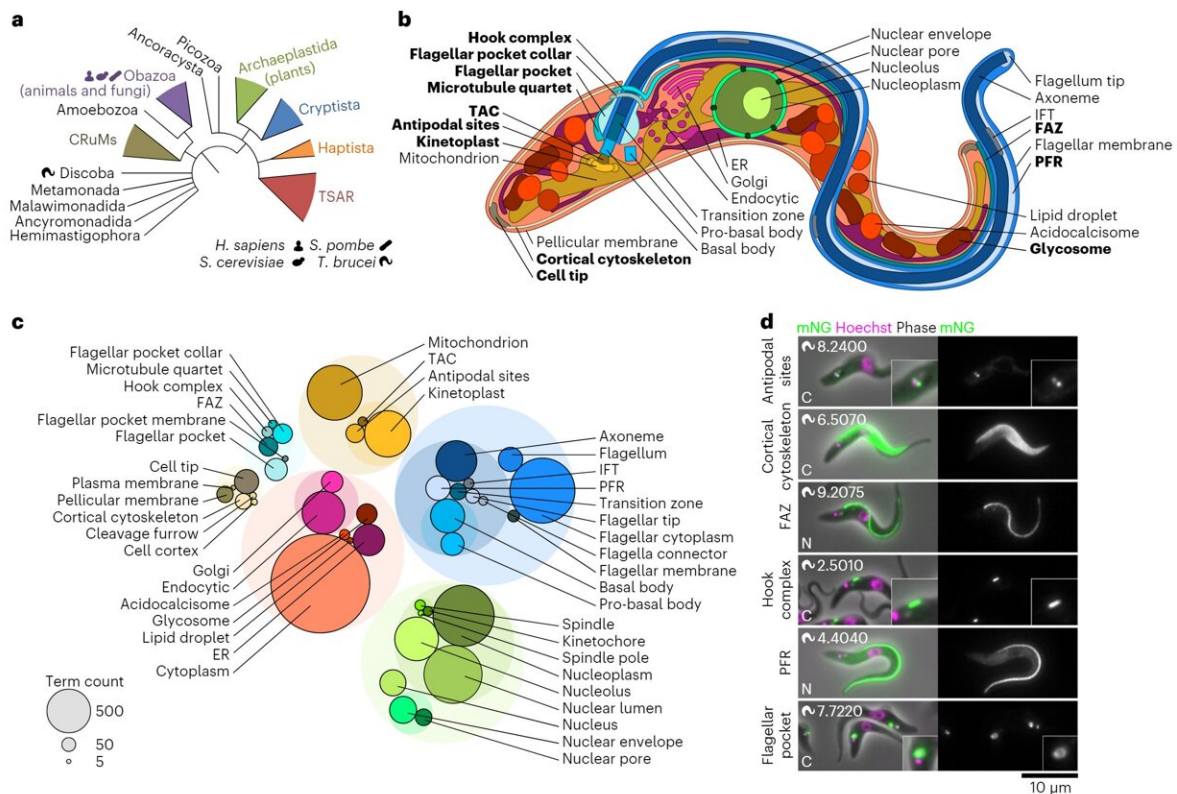 a
Picozoa
Ancoracysta
Archaeplastida
(plants)
Obazoa
(animals and fungi)
Amoebozoa
Cryptista
CRuMs
Haptista
Discoba
Metamonada
TSAR
Malawimonadida
Ancyromonadida
Hemimastigophora
H. sapiens
S. pombe
S. cerevisiae
T. brucei
b
Hook complex
Flagellar pocket collar
Flagellar pocket
Microtubule quartet
TAC
Antipodal sites
Kinetoplast
Mitochondrion
Nuclear envelope
Nuclear pore
Nucleolus
Nucleoplasm
Flagellum tip
Axoneme
IFT
FAZ
Flagellar membrane
PFR
ER
Golgi
Endocytic
Transition zone
Pro-basal body
Basal body
Lipid droplet
Acidocalcisome
Glycosome
Pellicular membrane
Cortical cytoskeleton
Cell tip
c
Flagellar pocket collar
Microtubule quartet
Hook complex
FAZ
Flagellar pocket membrane
Flagellar pocket
Cell tip
Plasma membrane
Pellicular membrane
Cortical cytoskeleton
Cleavage furrow
Cell cortex
Golgi
Endocytic
Acidocalcisome
Glycosome
Lipid droplet
ER
Cytoplasm
Mitochondrion
TAC
Antipodal sites
Kinetoplast
Axoneme
Flagellum
IFT
PFR
Transition zone
Flagellar tip
Flagellar cytoplasm
Flagella connector
Flagellar membrane
Basal body
Pro-basal body
Spindle
Kinetochore
Spindle pole
Nucleoplasm
Nucleolus
Nuclear lumen
Nucleus
Nuclear envelope
Nuclear pore
Term count
500
50
5
d
mNG Hoechst Phase mNG
Antipodal
sites
8.2400
C
Cortical
cytoskeleton
6.5070
C
FAZ
9.2075
N
Hook
complex
2.5010
C
PFR
4.4040
N
Flagellar
pocket
7.7220
C
10 µm